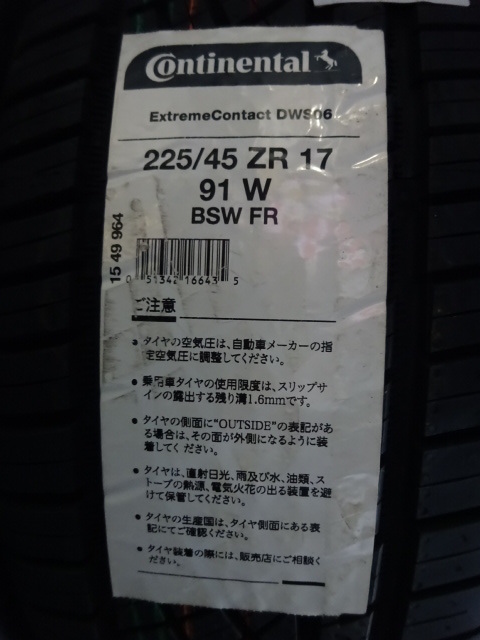 Continental
ExtremeContact DWS06
225/45 ZR 17
91 W
BSW FR
15 49 964
0 51342 16643 5
ご注意
タイヤの空気圧は、自動車メーカーの指
定空気圧に調整してください。
乗用車タイヤの使用限度は、スリップサ
インの露出する残り溝1.6mmです。
タイヤの側面に"OUTSIDE"の表記があ
る場合は、その面が外側になるように装
着してください。
タイヤは、直射日光、雨及び水、油類、ス
トーブの熱源、電気火花の出る装置を避
けて保管してください。
タイヤの生産国は、タイヤ側面にある表
記にてご確認ください。
タイヤ装着の際には、販売店にご相談く
ださい。